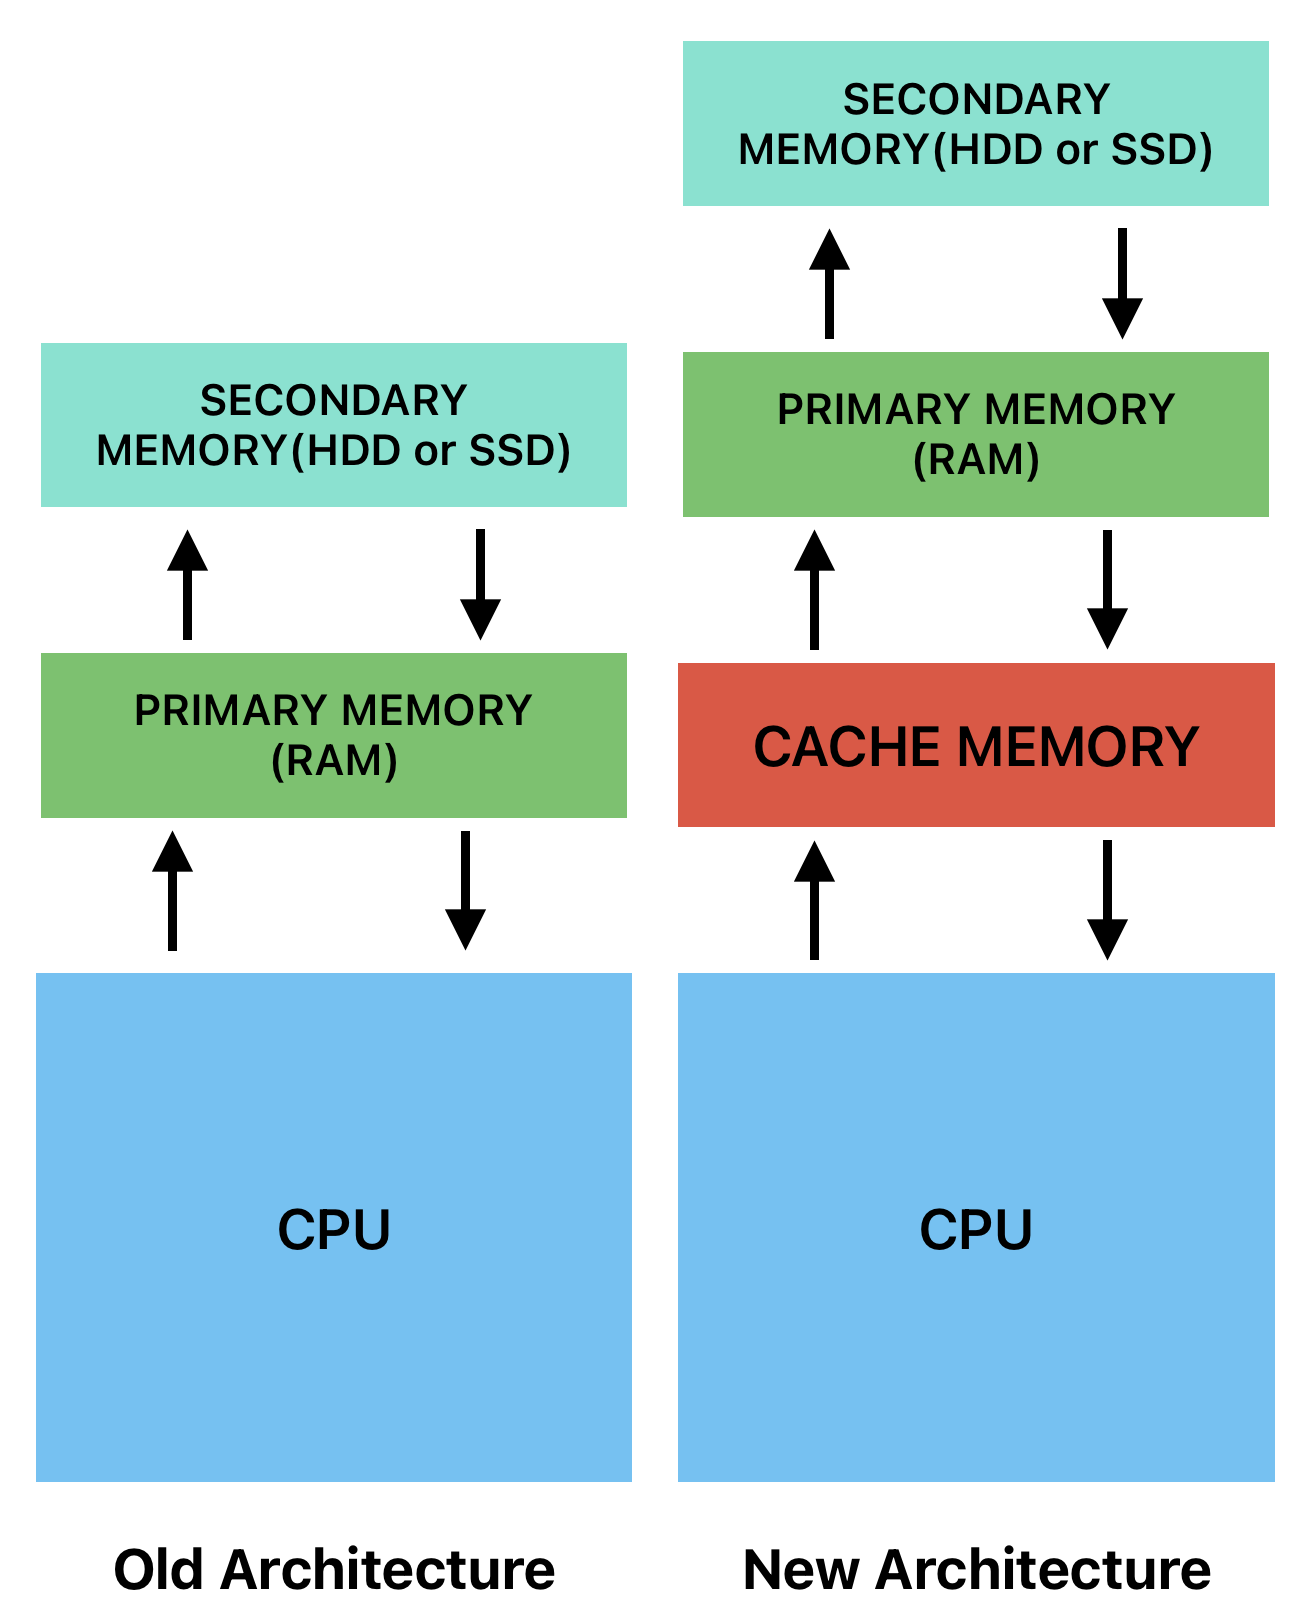 SECONDARY
MEMORY(HDD or SSD)
PRIMARY MEMORY
(RAM)
CPU
Old Architecture
SECONDARY
MEMORY(HDD or SSD)
PRIMARY MEMORY
(RAM)
CACHE MEMORY
CPU
New Architecture